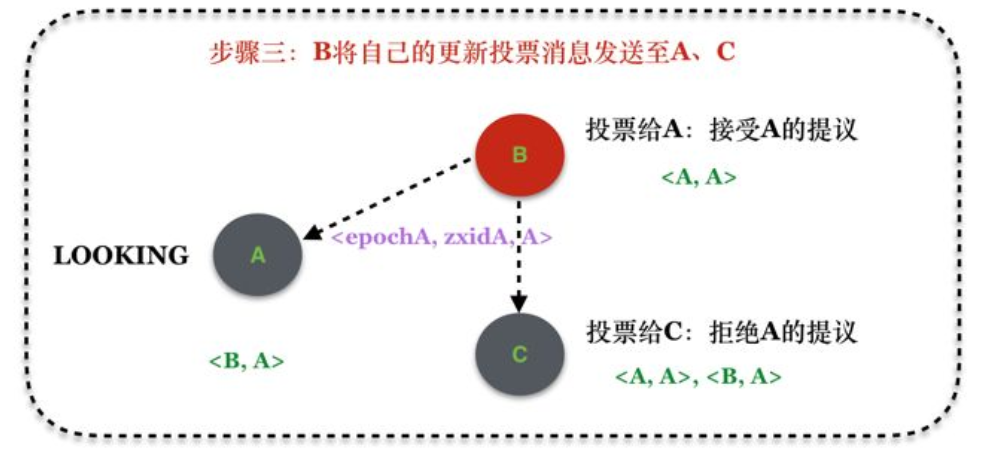 步骤三：B将自己的更新投票消息发送至A、C
B
投票给A：接受A的提议
<A, A>
<epochA, zxidA, A>
LOOKING
A
C
投票给C：拒绝A的提议
<B, A>
<A, A>, <B, A>